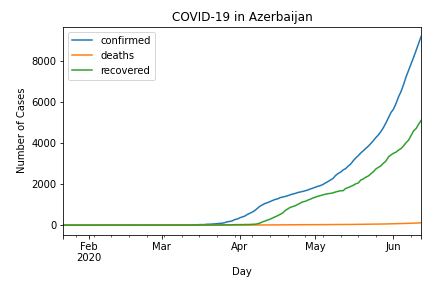 COVID-19 in Azerbaijan
confirmed
deaths
recovered
Number of Cases
8000
6000
4000
2000
0
Feb
2020
Mar
Apr
May
Jun
Day